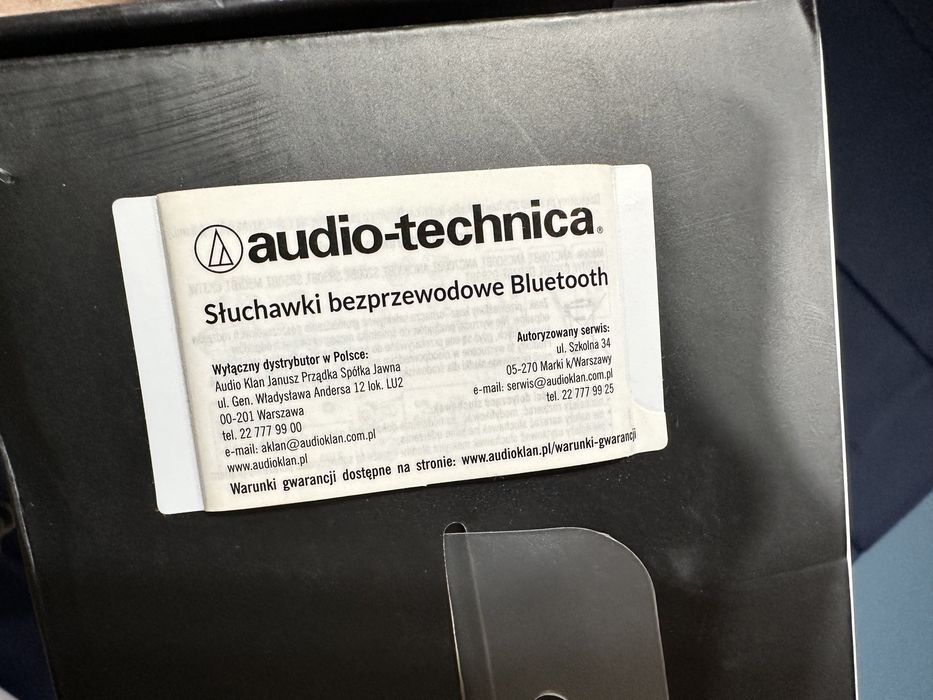 audio-technica®
Słuchawki bezprzewodowe Bluetooth
Wyłączny dystrybutor w Polsce:
Audio Klan Janusz Prządka Spółka Jawna
ul. Gen. Władysława Andersa 12 lok. LU2
00-201 Warszawa
tel. 22 777 99 00
e-mail: aklan@audioklan.com.pl
www.audioklan.pl
Autoryzowany serwis:
ul. Szkolna 34
05-270 Marki k/Warszawy
e-mail: serwis@audioklan.com.pl
tel. 22 777 99 25
Warunki gwarancji dostępne na stronie: www.audioklan.pl/warunki-gwarancji